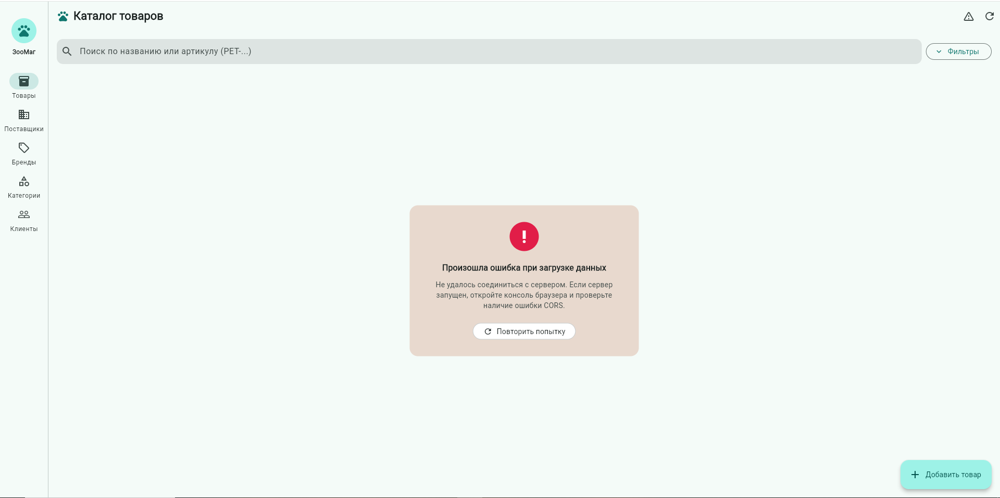 Каталог товаров
ЗооМаг
Поиск по названию или артикулу (PET-...)
Фильтры
Товары
Поставщики
Бренды
Категории
Клиенты
Произошла ошибка при загрузке данных
Не удалось соединиться с сервером. Если сервер
запущен, откройте консоль браузера и проверьте
наличие ошибки CORS.
Повторить попытку
Добавить товар